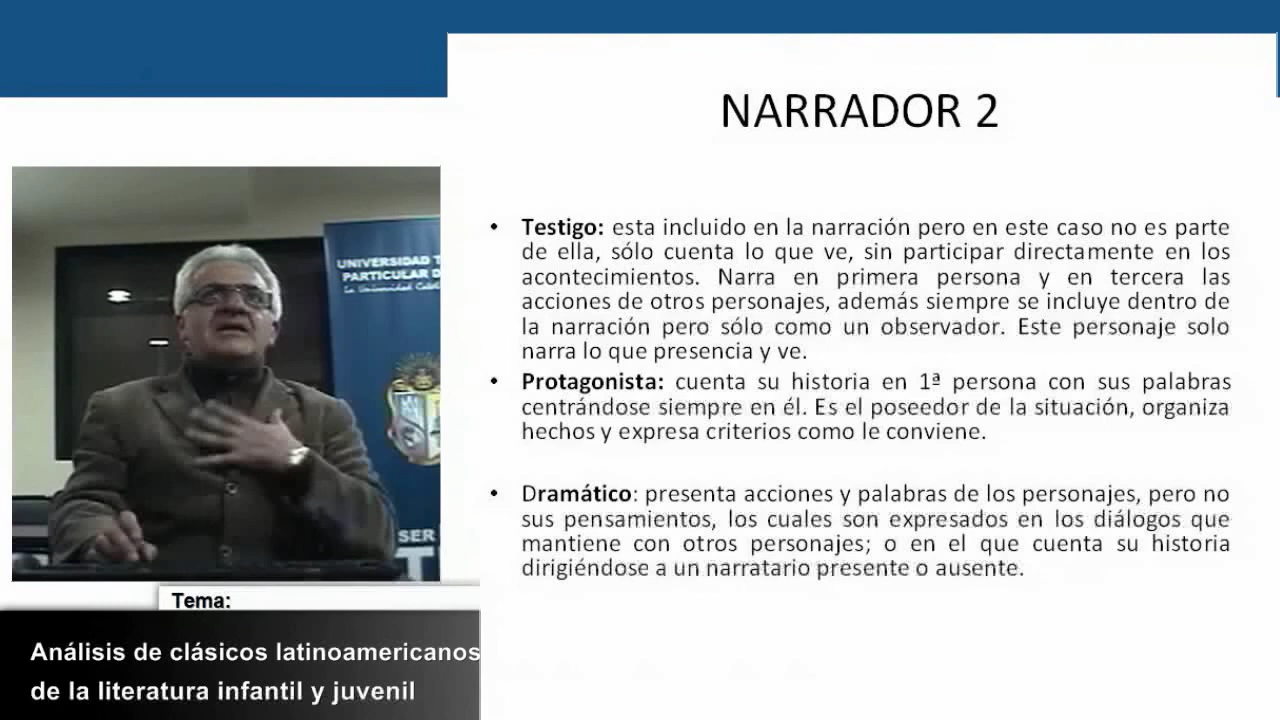 NARRADOR 2
• Testigo: esta incluido en la narración pero en este caso no es parte
de ella, sólo cuenta lo que ve, sin participar directamente en los
acontecimientos. Narra en primera persona y en tercera las
acciones de otros personajes, además siempre se incluye dentro de
la narración pero sólo como un observador. Este personaje solo
narra lo que presencia y ve.
• Protagonista: cuenta su historia en 1ª persona con sus palabras
centrándose siempre en él. Es el poseedor de la situación, organiza
hechos y expresa criterios como le conviene.
• Dramático: presenta acciones y palabras de los personajes, pero no
sus pensamientos, los cuales son expresados en los diálogos que
mantiene con otros personajes; o en el que cuenta su historia
dirigiéndose a un narratario presente o ausente.
UNIVERSIDAD T
PARTICULAR D
La Universidad Catól
SER
Tema:
Análisis de clásicos latinoamericanos
de la literatura infantil y juvenil